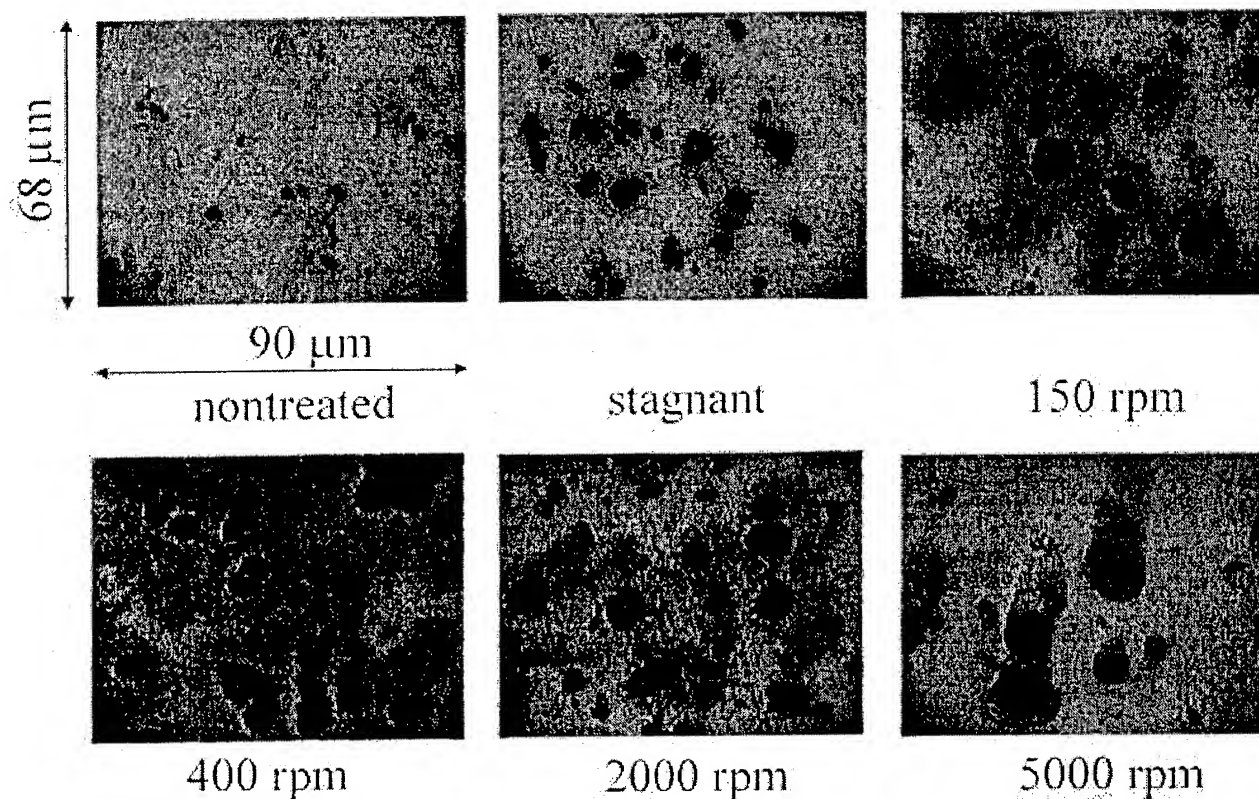 68 µm
90 µm
nontreated
stagnant
150 rpm
400 rpm
2000 rpm
5000 rpm